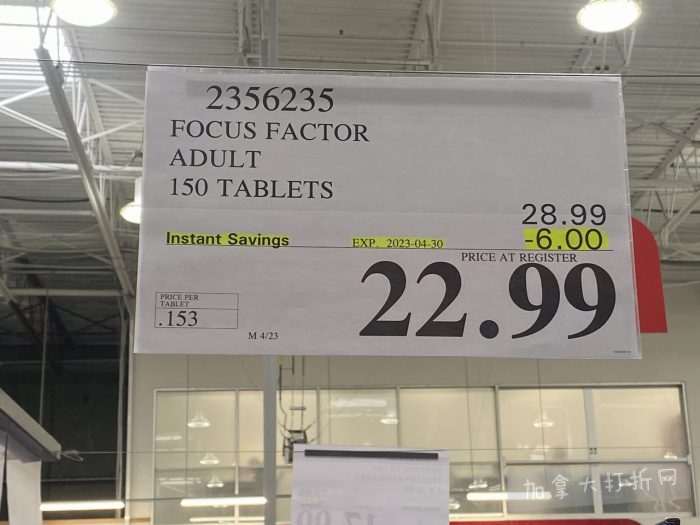 2356235
FOCUS FACTOR
ADULT
150 TABLETS
28.99
Instant Savings EXP. 2023-04-30 -6.00
PRICE AT REGISTER
22.99
PRICE PER
TABLET
.153
M 4/23
加拿大打折网